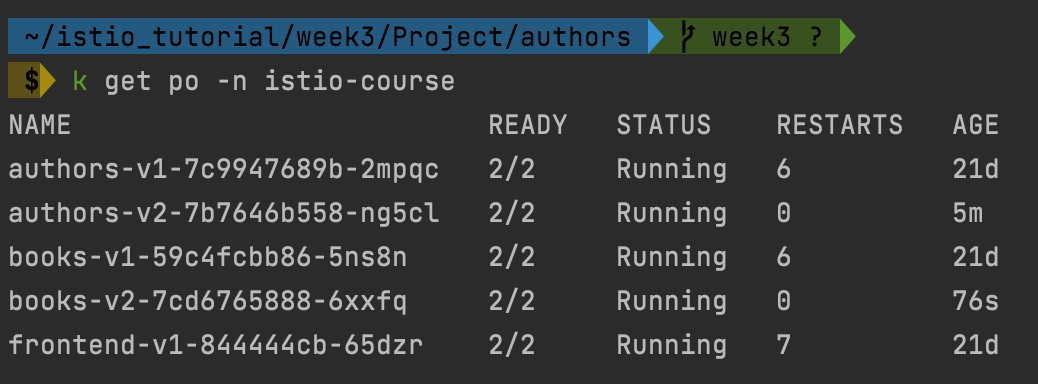 ~/istio_tutorial/week3/Project/authors week3 ?
$ k get po -n istio-course
NAME READY STATUS RESTARTS AGE
authors-v1-7c9947689b-2mpqc 2/2 Running 6 21d
authors-v2-7b7646b558-ng5cl 2/2 Running 0 5m
books-v1-59c4fcbb86-5ns8n 2/2 Running 6 21d
books-v2-7cd6765888-6xxfq 2/2 Running 0 76s
frontend-v1-844444cb-65dzr 2/2 Running 7 21d